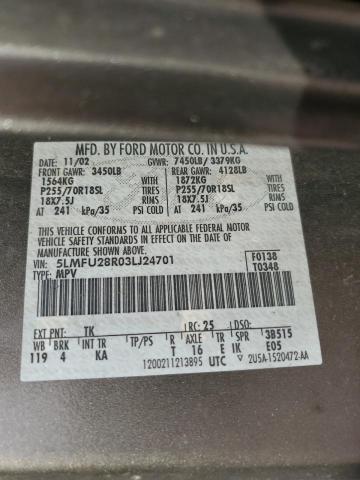 MFD. BY FORD MOTOR CO. IN U.S.A.
DATE: 11/02 GVWR: 7450LB/ 3379KG
FRONT GAWR: 3450LB REAR GAWR: 4128LB
1564KG 1872KG
P255/70R18SL TIRES P255/70R18SL TIRES
18X7.5J RIMS 18X7.5J RIMS
AT 241 kPa/35 PSI COLD AT 241 kPa/35 PSI COLD
THIS VEHICLE CONFORMS TO ALL APPLICABLE FEDERAL MOTOR
VEHICLE SAFETY AND THEFT PREVENTION STANDARDS IN EFFECT ON
THE DATE OF MANUFACTURE SHOWN ABOVE.
VIN: 5LMFU28R03LJ24701 F0138
TYPE: MPV T0348
EXT PNT: TK RC: 25 DSO:
WB BRK INT TR TP/PS R AXLE TR SPR 3B515
119 4 KA T 16 E IK E05
1200211213895 UTC 2U5A-1520472-AA